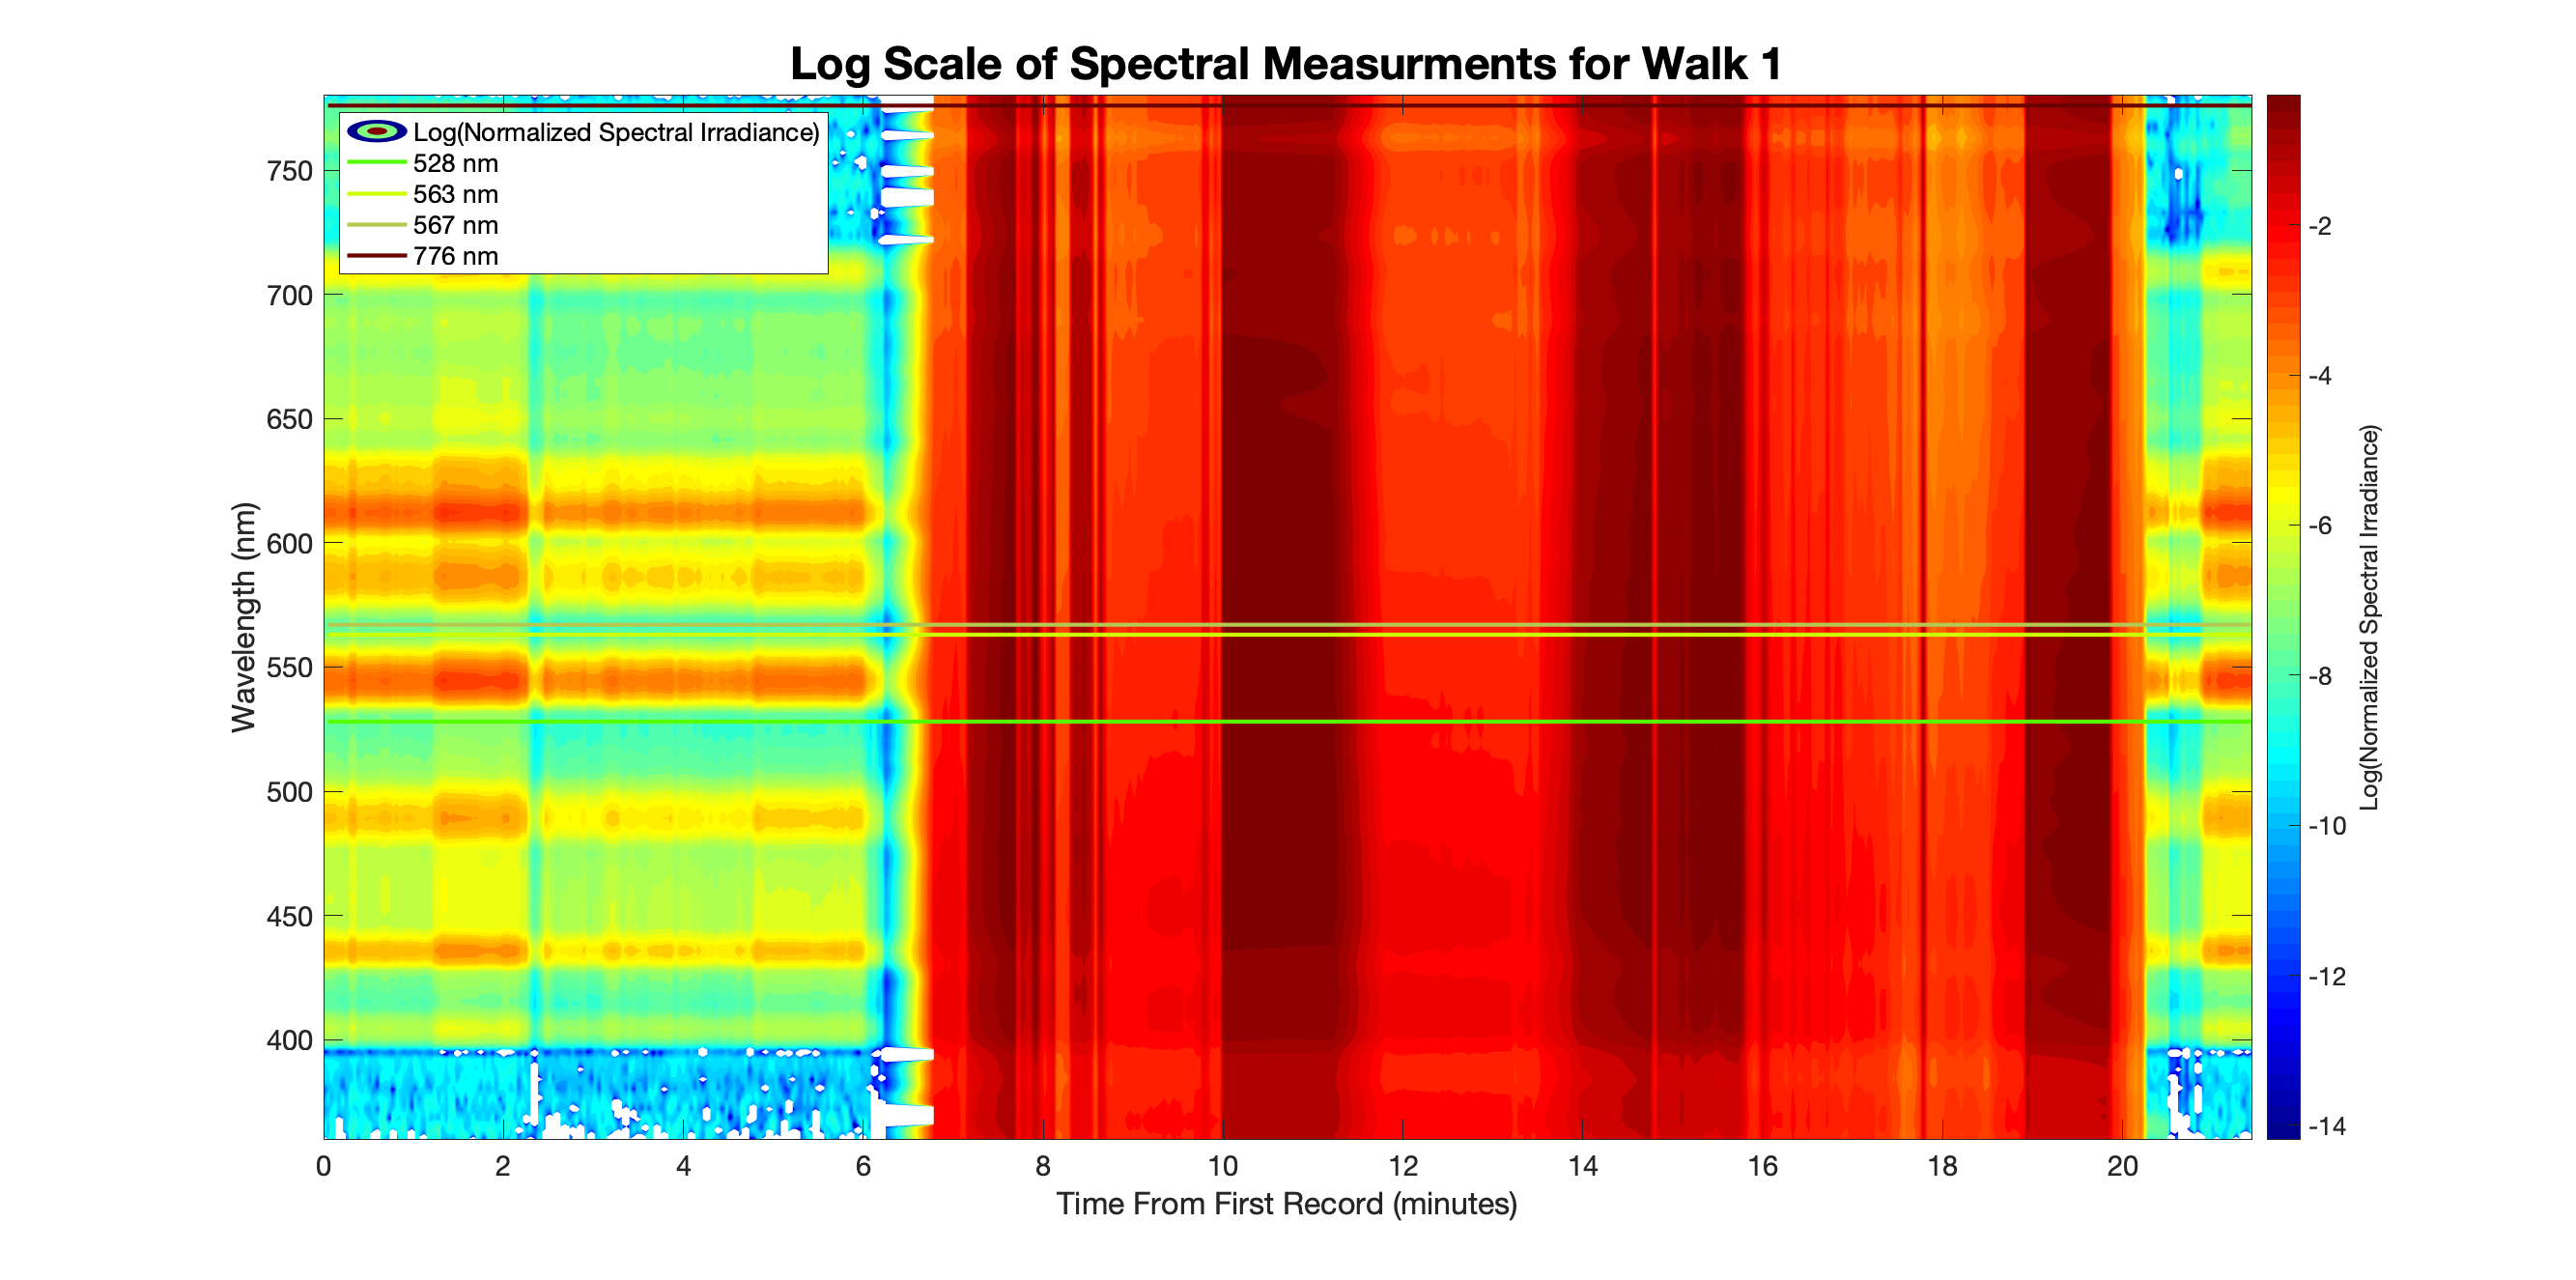 Log Scale of Spectral Measurments for Walk 1
Log(Normalized Spectral Irradiance)
528 nm
563 nm
567 nm
776 nm
Wavelength (nm)
750
700
650
600
550
500
450
400
0
2
4
6
8
10
12
14
16
18
20
Time From First Record (minutes)
-2
-4
-6
-8
-10
-12
-14
Log(Normalized Spectral Irradiance)